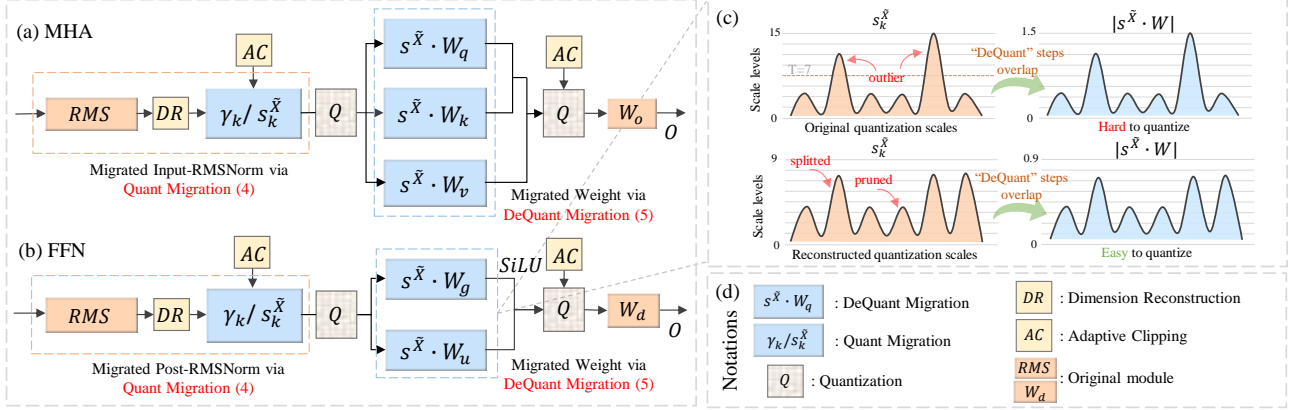 (a) MHA
RMS
DR
AC
γ_k / s_k^X̃
Q
s^X̃ · W_q
s^X̃ · W_k
s^X̃ · W_v
AC
Q
W_o
O
Migrated Input-RMSNorm via
Quant Migration (4)
Migrated Weight via
DeQuant Migration (5)
(b) FFN
RMS
DR
AC
γ_k / s_k^X̃
Q
s^X̃ · W_g
s^X̃ · W_u
SiLU
AC
Q
W_d
O
Migrated Post-RMSNorm via
Quant Migration (4)
Migrated Weight via
DeQuant Migration (5)
(c)
s_k^X̃
15
Scale levels
T=7
0
outlier
Original quantization scales
"DeQuant" steps
overlap
|s^X̃ · W|
1.5
0
Hard to quantize
s_k^X̃
9
Scale levels
0
splitted
pruned
Reconstructed quantization scales
"DeQuant" steps
overlap
|s^X̃ · W|
0.9
0
Easy to quantize
(d)
Notations
s^X̃ · W_q : DeQuant Migration
γ_k/s_k^X̃ : Quant Migration
Q : Quantization
DR : Dimension Reconstruction
AC : Adaptive Clipping
RMS
W_d : Original module